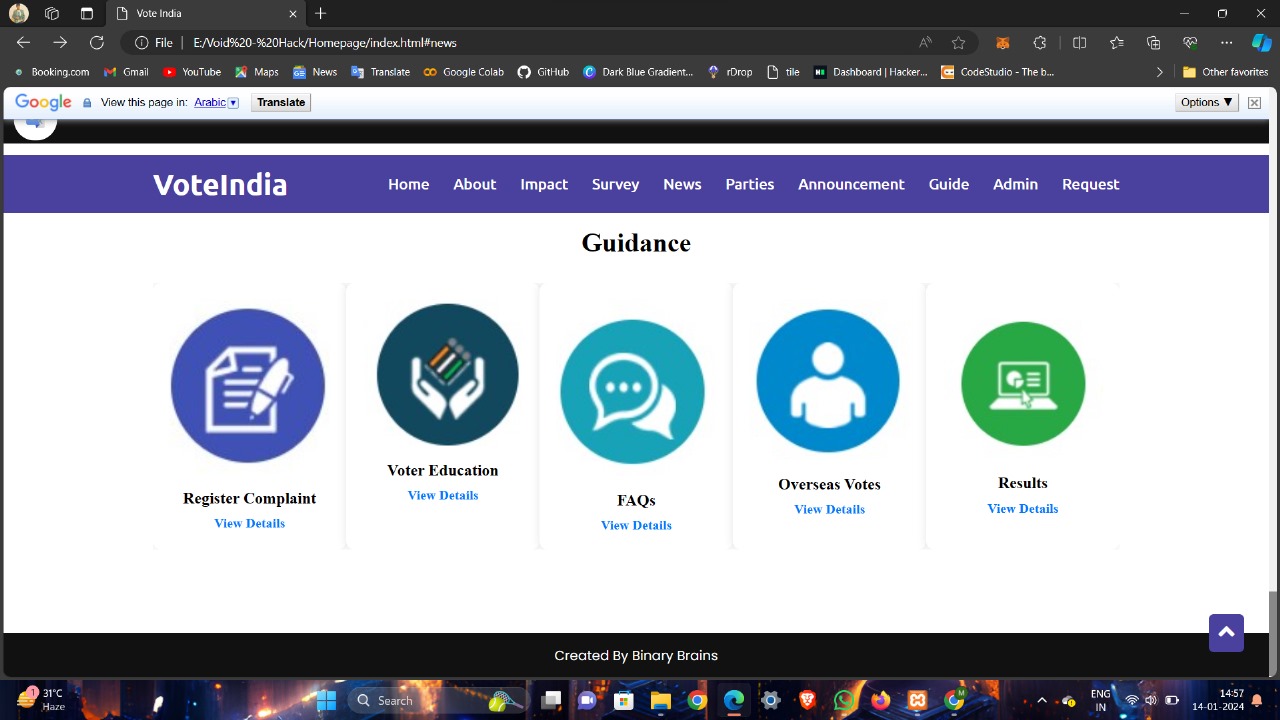 Vote India
File E:/Void%20-%20Hack/Homepage/index.html#news
Booking.com Gmail YouTube Maps News Translate Google Colab GitHub Dark Blue Gradient... rDrop tile Dashboard | Hacker... CodeStudio - The b... Other favorites
Google View this page in: Arabic Translate Options ▼
VoteIndia Home About Impact Survey News Parties Announcement Guide Admin Request
Guidance
Register Complaint
View Details
Voter Education
View Details
FAQs
View Details
Overseas Votes
View Details
Results
View Details
Created By Binary Brains
1 31°C
Haze
Search
M
ENG
IN
14:57
14-01-2024